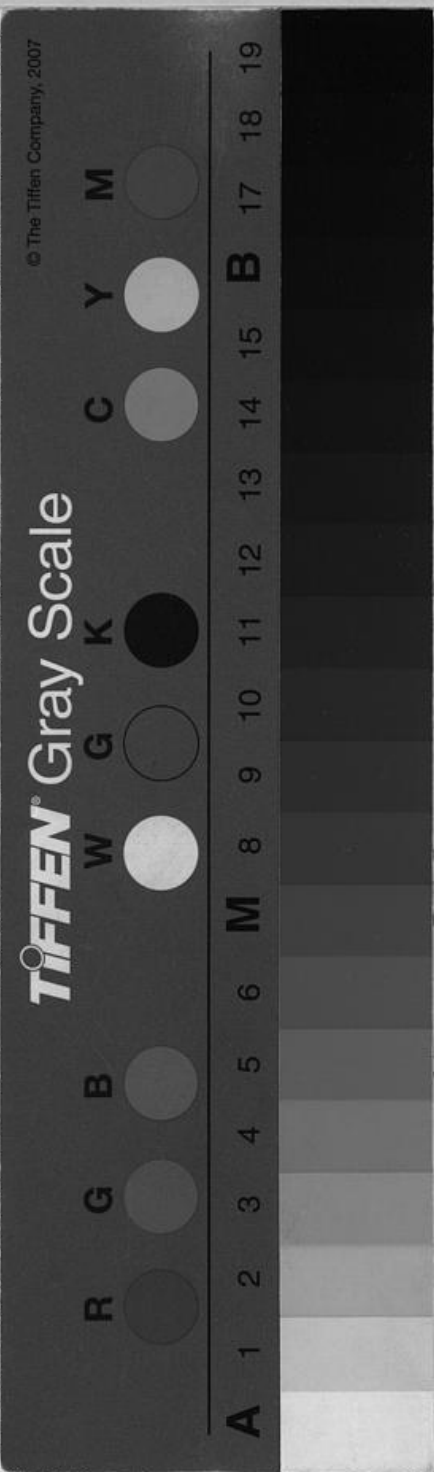 TIFFEN® Gray Scale
© The Tiffen Company, 2007
R G B W G K C Y M
A 1 2 3 4 5 6 M 8 9 10 11 12 13 14 15 B 17 18 19